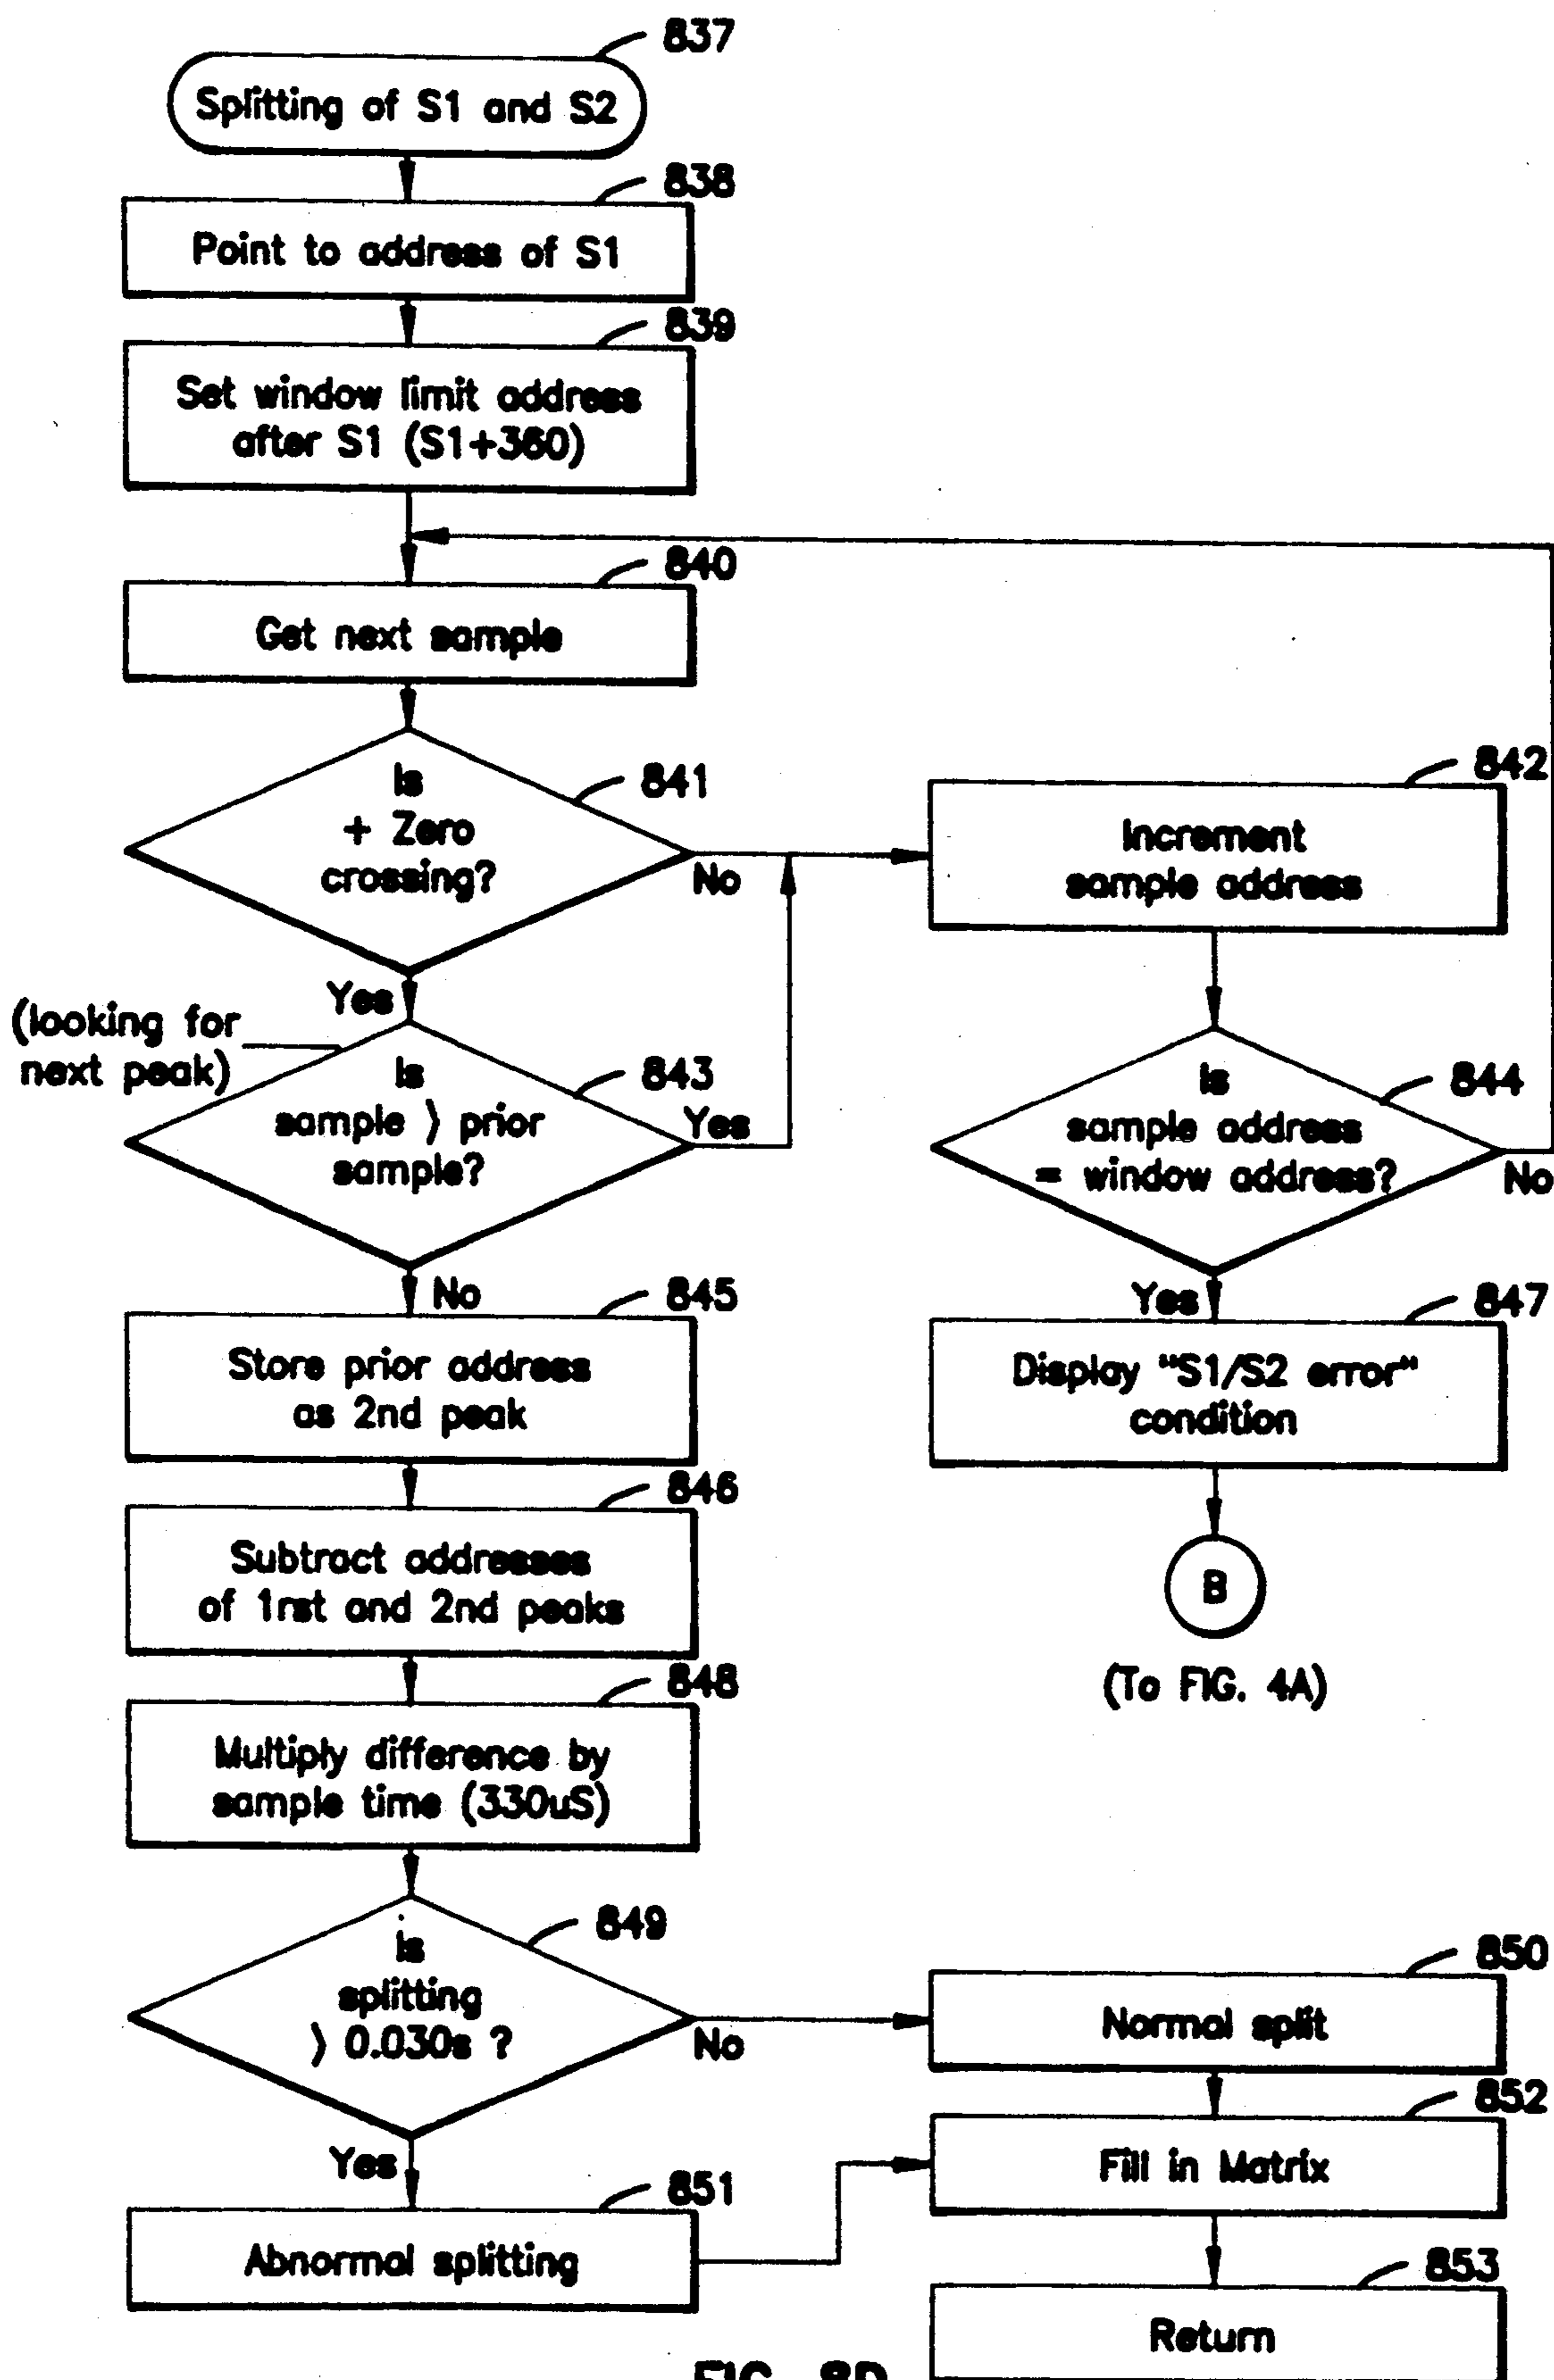 837
Splitting of S1 and S2
838
Point to address of S1
839
Set window limit address
after S1 (S1+360)
840
Get next sample
841
Is
+ Zero
crossing?
No
Yes
842
Increment
sample address
(looking for
next peak)
843
Is
sample > prior
sample?
Yes
No
844
Is
sample address
= window address?
No
Yes
845
Store prior address
as 2nd peak
847
Display "S1/S2 error"
condition
846
Subtract addresses
of 1rst and 2nd peaks
B
(To FIG. 4A)
848
Multiply difference by
sample time (330uS)
849
is
splitting
> 0.030s ?
No
Yes
850
Normal split
852
Fill in Matrix
851
Abnormal splitting
853
Return
FIG. 8D